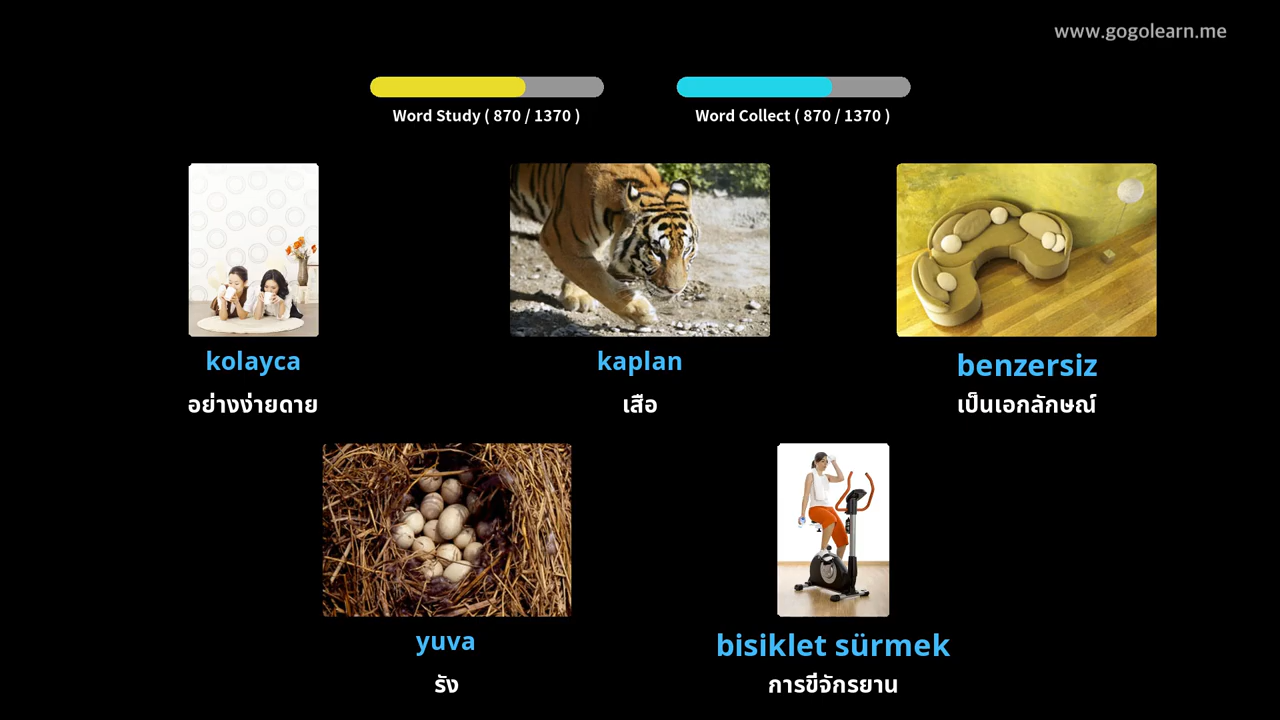 www.gogolearn.me
Word Study ( 870 / 1370 )
Word Collect ( 870 / 1370 )
kolayca
อย่างง่ายดาย
kaplan
เสือ
benzersiz
เป็นเอกลักษณ์
yuva
รัง
bisiklet sürmek
การขี่จักรยาน